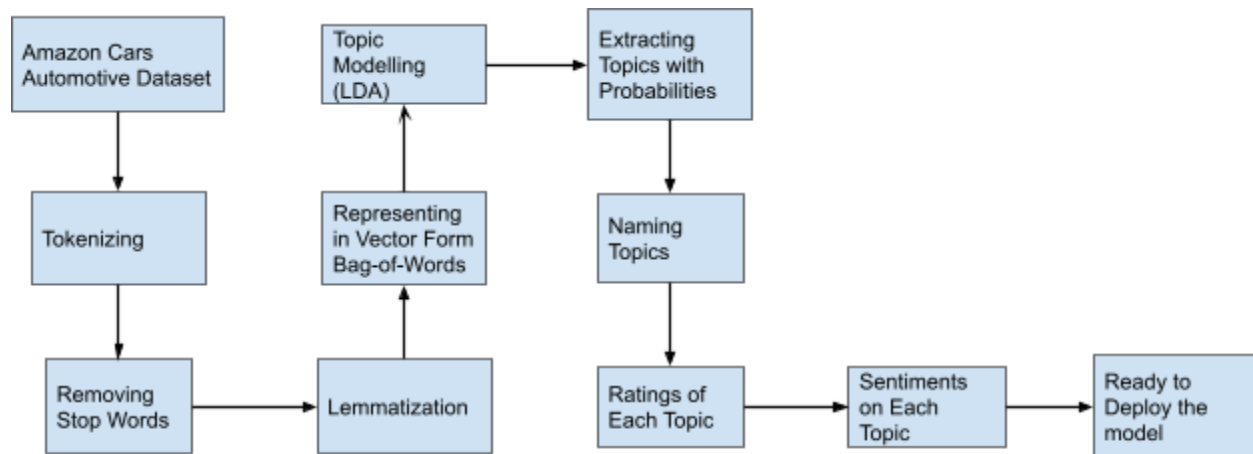 Amazon Cars
Automotive Dataset
Tokenizing
Removing
Stop Words
Lemmatization
Representing
in Vector Form
Bag-of-Words
Topic
Modelling
(LDA)
Extracting
Topics with
Probabilities
Naming
Topics
Ratings of
Each Topic
Sentiments
on Each
Topic
Ready to
Deploy the
model